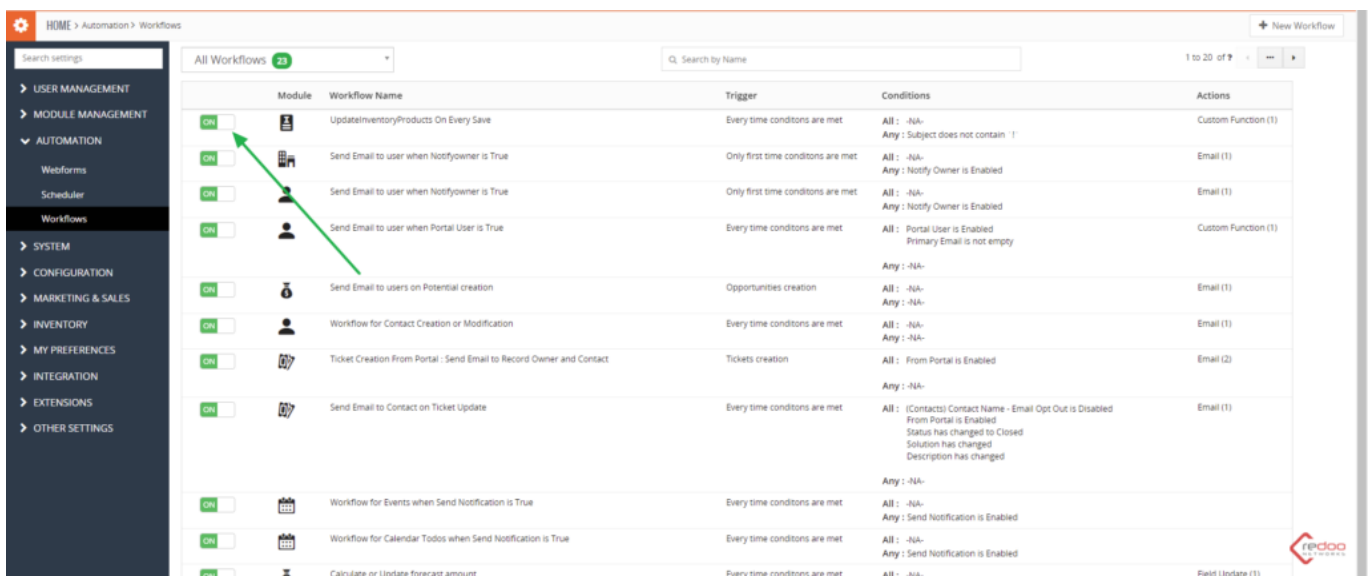 HOME > Automation > Workflows
+ New Workflow
Search settings
All Workflows 23
Search by Name
1 to 20 of ?
USER MANAGEMENT
MODULE MANAGEMENT
AUTOMATION
Webforms
Scheduler
Workflows
SYSTEM
CONFIGURATION
MARKETING & SALES
INVENTORY
MY PREFERENCES
INTEGRATION
EXTENSIONS
OTHER SETTINGS
Module Workflow Name Trigger Conditions Actions
ON UpdateInventoryProducts On Every Save Every time conditons are met All : -NA- Custom Function (1)
Any : Subject does not contain `!`
ON Send Email to user when Notifyowner is True Only first time conditons are met All : -NA- Email (1)
Any : Notify Owner is Enabled
ON Send Email to user when Notifyowner is True Only first time conditons are met All : -NA- Email (1)
Any : Notify Owner is Enabled
ON Send Email to user when Portal User is True Every time conditons are met All : Portal User is Enabled Custom Function (1)
Primary Email is not empty
Any : -NA-
ON Send Email to users on Potential creation Opportunities creation All : -NA- Email (1)
Any : -NA-
ON Workflow for Contact Creation or Modification Every time conditons are met All : -NA- Email (1)
Any : -NA-
ON Ticket Creation From Portal : Send Email to Record Owner and Contact Tickets creation All : From Portal is Enabled Email (2)
Any : -NA-
ON Send Email to Contact on Ticket Update Every time conditons are met All : (Contacts) Contact Name - Email Opt Out is Disabled Email (1)
From Portal is Enabled
Status has changed to Closed
Solution has changed
Description has changed
Any : -NA-
ON Workflow for Events when Send Notification is True Every time conditons are met All : -NA-
Any : Send Notification is Enabled
ON Workflow for Calendar Todos when Send Notification is True Every time conditons are met All : -NA-
Any : Send Notification is Enabled
ON Calculate or Update forecast amount Every time conditons are met All : -NA- Field Update (1)
redoo
NETWORKS